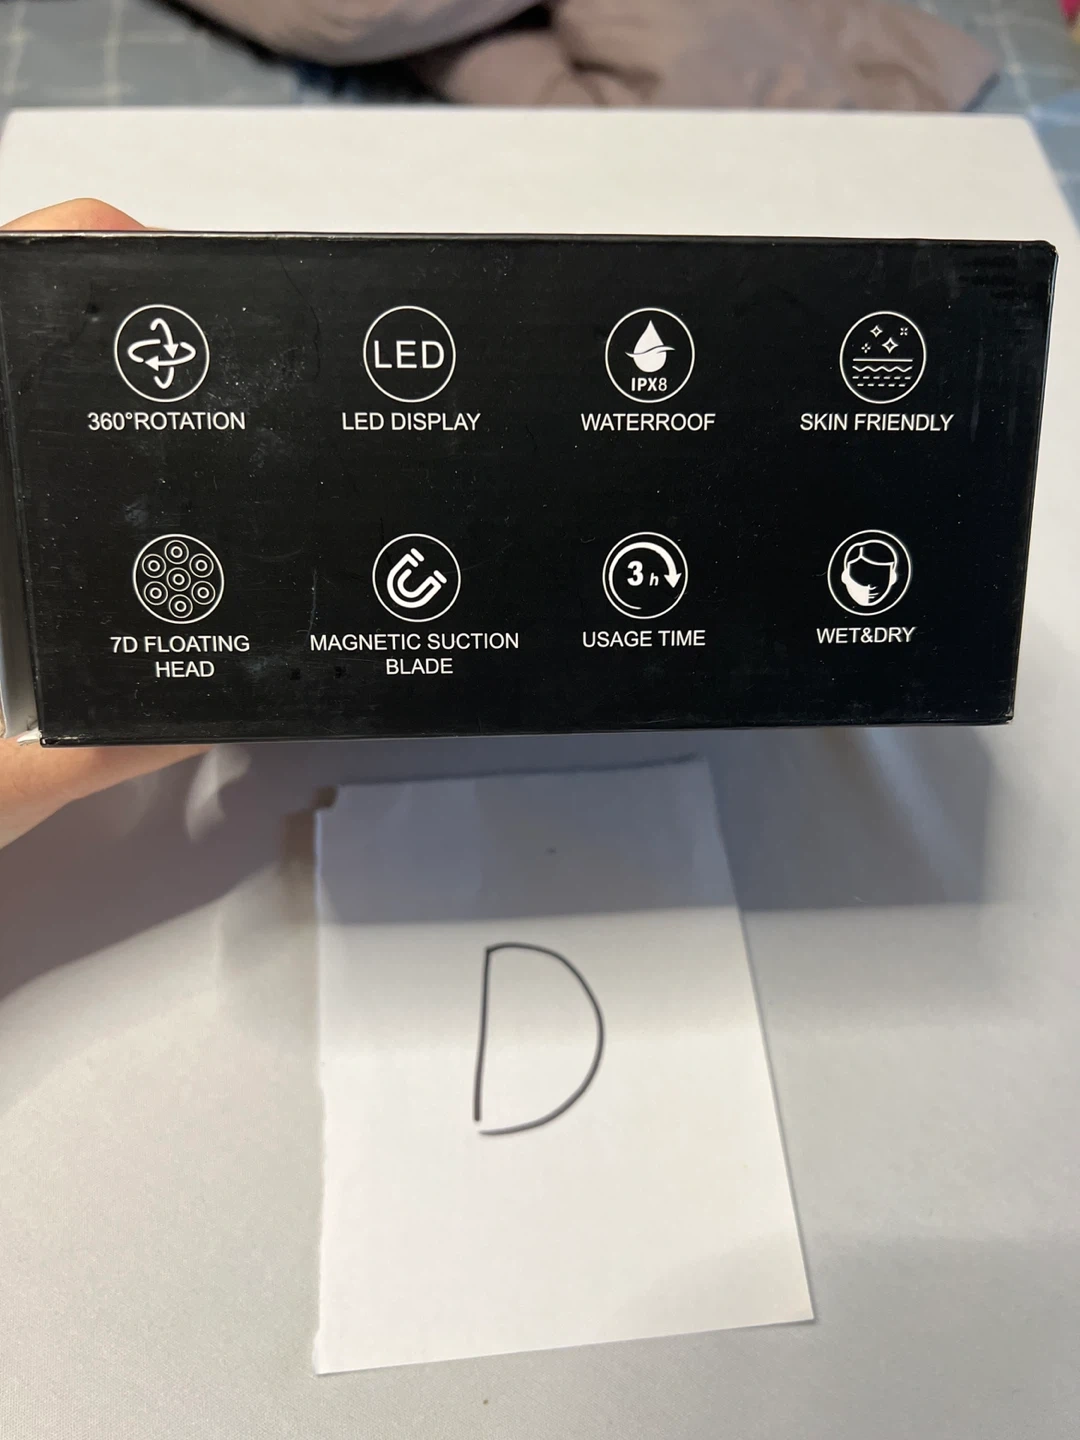 360°ROTATION
LED
LED DISPLAY
IPX8
WATERROOF
SKIN FRIENDLY
7D FLOATING
HEAD
MAGNETIC SUCTION
BLADE
3h
USAGE TIME
WET&DRY
D